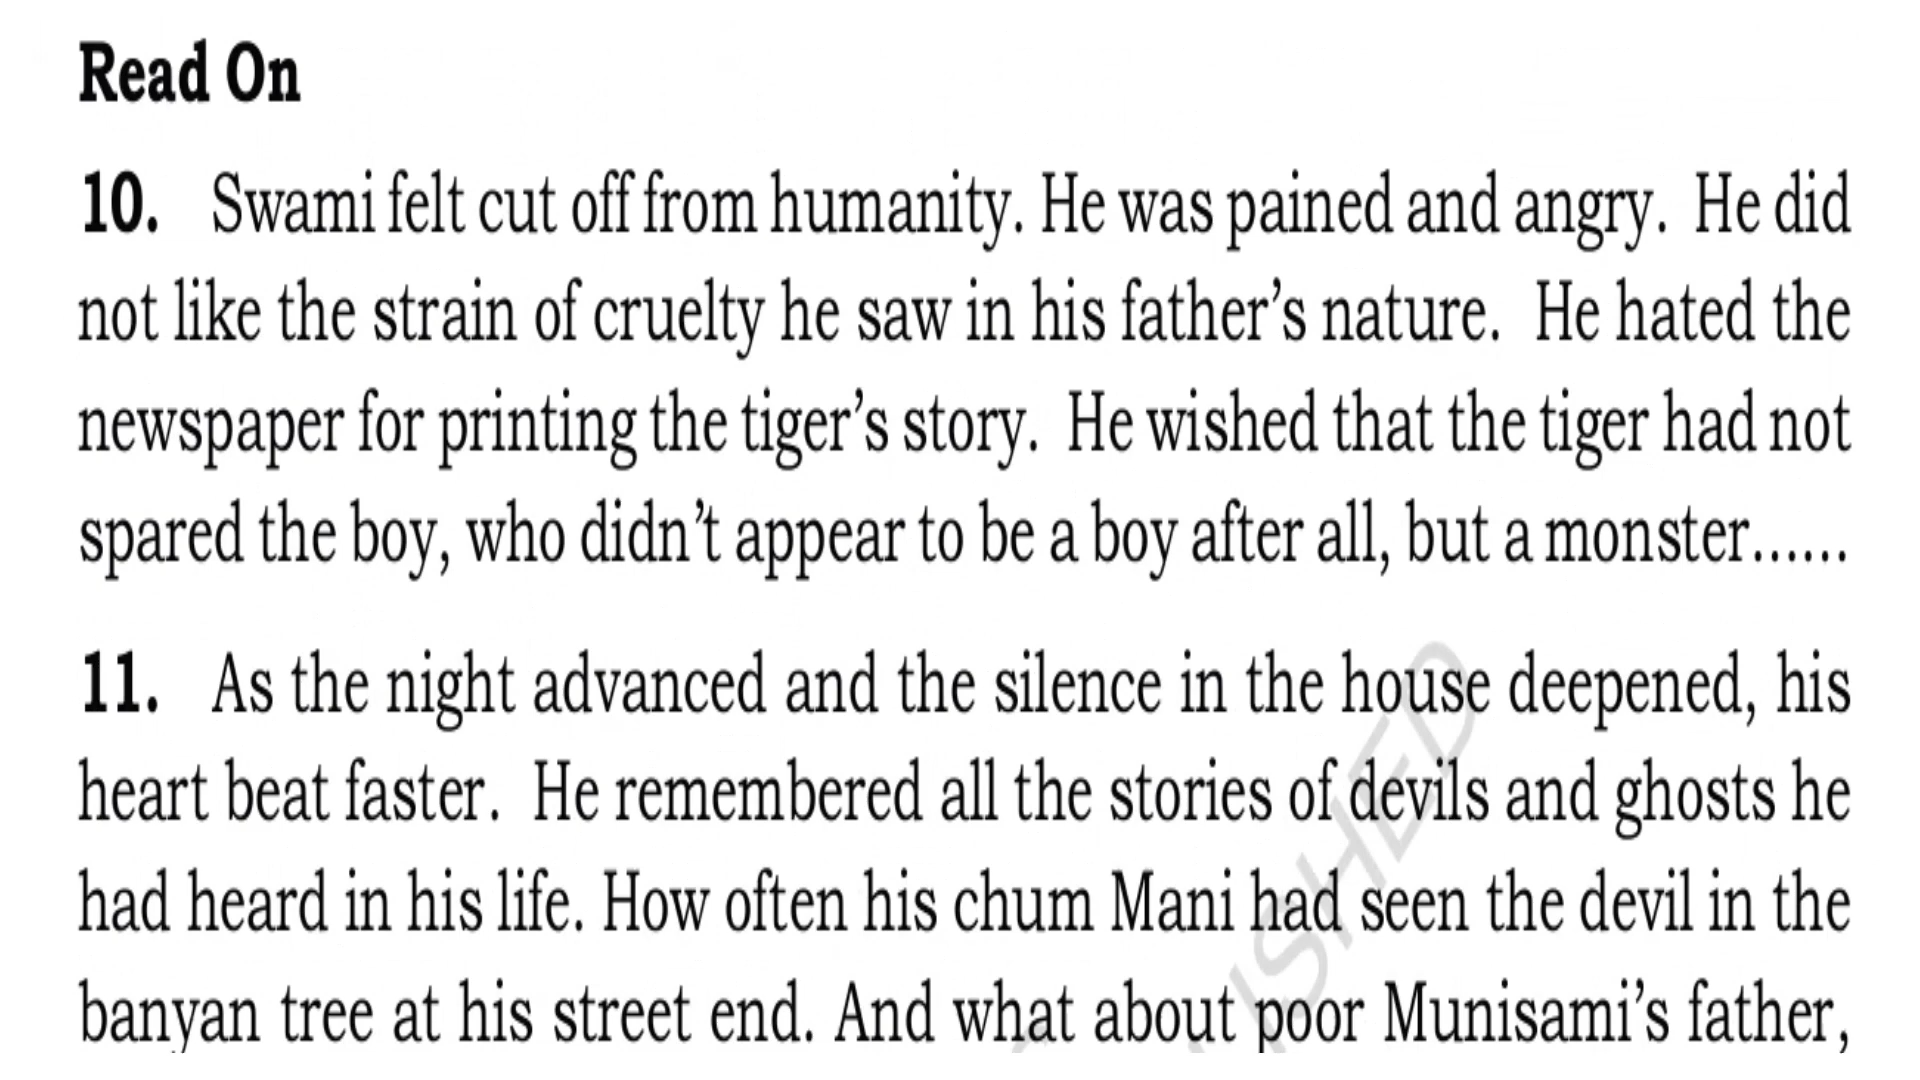 Read On
10. Swami felt cut off from humanity. He was pained and angry. He did
not like the strain of cruelty he saw in his father’s nature. He hated the
newspaper for printing the tiger’s story. He wished that the tiger had not
spared the boy, who didn’t appear to be a boy after all, but a monster......
11. As the night advanced and the silence in the house deepened, his
heart beat faster. He remembered all the stories of devils and ghosts he
had heard in his life. How often his chum Mani had seen the devil in the
banyan tree at his street end. And what about poor Munisami’s father,